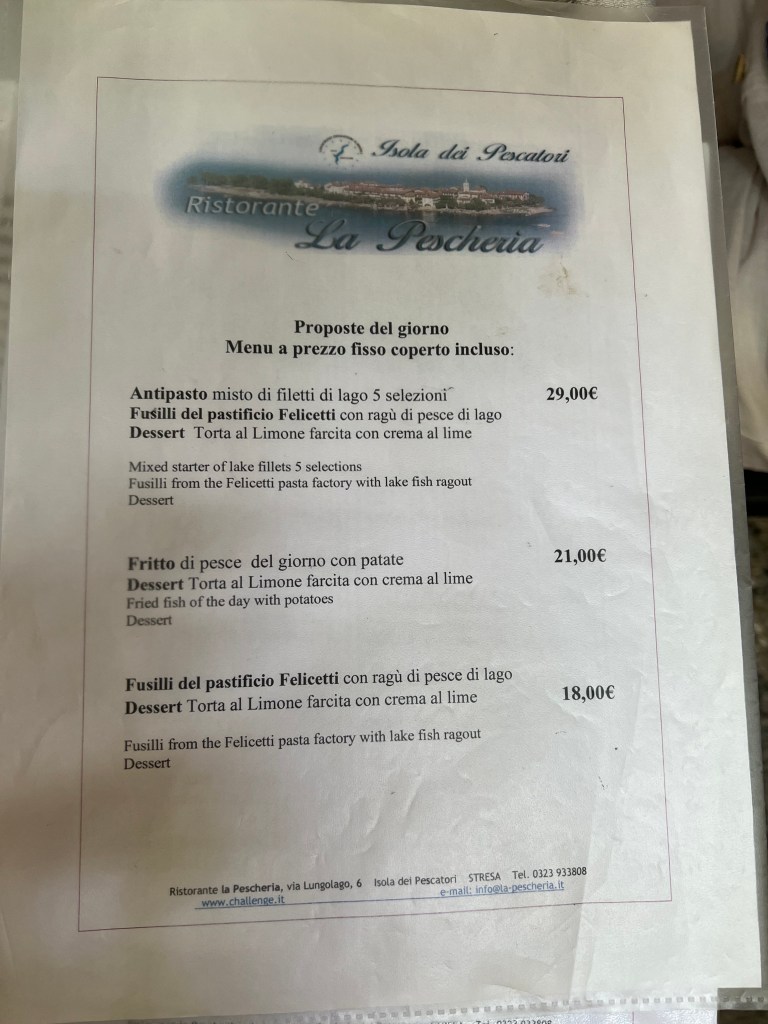 Isola dei Pescatori
Ristorante
La Pescheria
Proposte del giorno
Menu a prezzo fisso coperto incluso:
Antipasto misto di filetti di lago 5 selezioni 29,00€
Fusilli del pastificio Felicetti con ragù di pesce di lago
Dessert Torta al Limone farcita con crema al lime
Mixed starter of lake fillets 5 selections
Fusilli from the Felicetti pasta factory with lake fish ragout
Dessert
Fritto di pesce del giorno con patate 21,00€
Dessert Torta al Limone farcita con crema al lime
Fried fish of the day with potatoes
Dessert
Fusilli del pastificio Felicetti con ragù di pesce di lago
Dessert Torta al Limone farcita con crema al lime 18,00€
Fusilli from the Felicetti pasta factory with lake fish ragout
Dessert
Ristorante la Pescheria, via Lungolago, 6 Isola dei Pescatori STRESA Tel. 0323 933808
www.challenge.it e-mail: info@la-pescheria.it